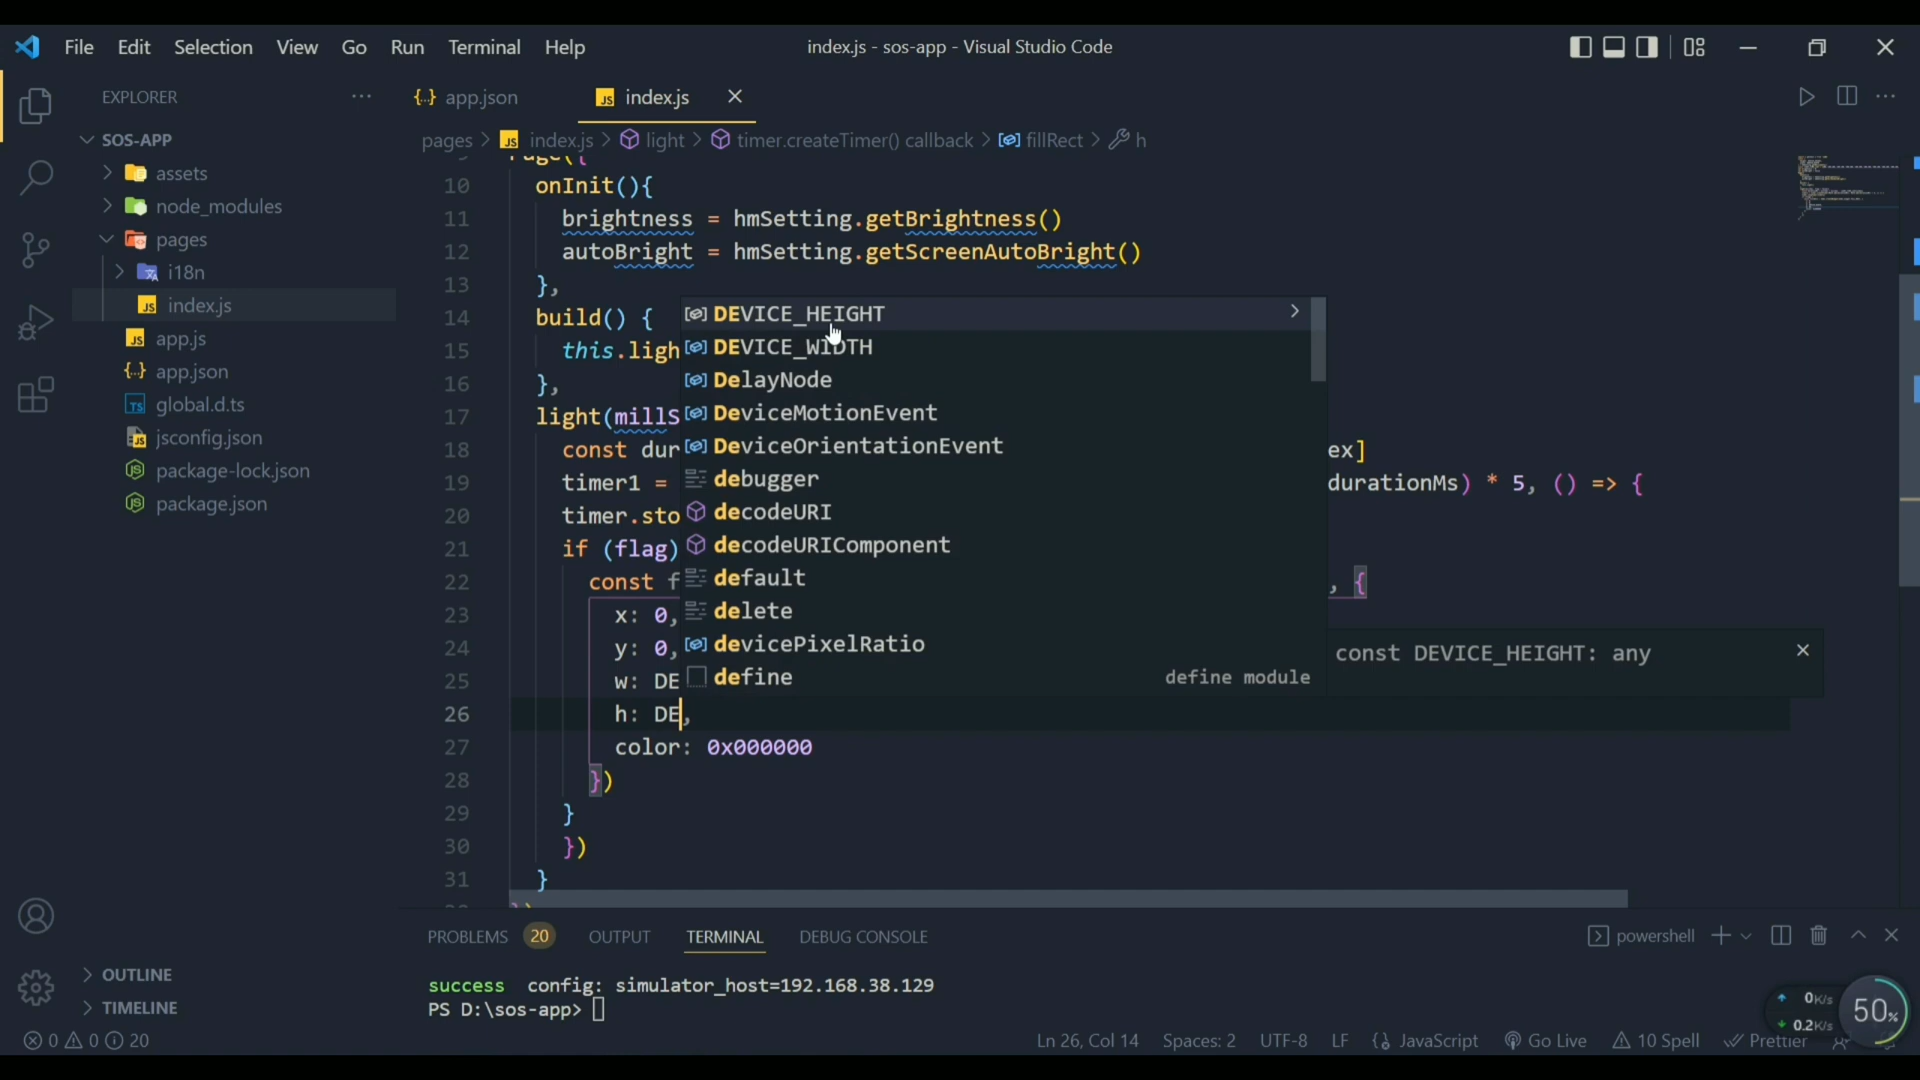 File Edit Selection View Go Run Terminal Help
index.js - sos-app - Visual Studio Code
EXPLORER
SOS-APP
assets
node_modules
pages
i18n
index.js
app.js
app.json
global.d.ts
jsconfig.json
package-lock.json
package.json
OUTLINE
TIMELINE
{..} app.json
JS index.js
pages > JS index.js > light > timer.createTimer() callback > fillRect > h
10 onInit(){
11 brightness = hmSetting.getBrightness()
12 autoBright = hmSetting.getScreenAutoBright()
13 },
14 build() {
15 this.ligh
16 },
17 light(millS
18 const dur ex]
19 timer1 = durationMs) * 5, () => {
20 timer.sto
21 if (flag)
22 const f , {
23 x: 0,
24 y: 0,
25 w: DE
26 h: DE,
27 color: 0x000000
28 })
29 }
30 })
31 }
DEVICE_HEIGHT
DEVICE_WIDTH
DelayNode
DeviceMotionEvent
DeviceOrientationEvent
debugger
decodeURI
decodeURIComponent
default
delete
devicePixelRatio
define define module
const DEVICE_HEIGHT: any
PROBLEMS 20 OUTPUT TERMINAL DEBUG CONSOLE
powershell
success config: simulator_host=192.168.38.129
PS D:\sos-app>
0K/s
0.2K/s
50%
0 0 20
Ln 26, Col 14 Spaces: 2 UTF-8 LF JavaScript Go Live 10 Spell Prettier